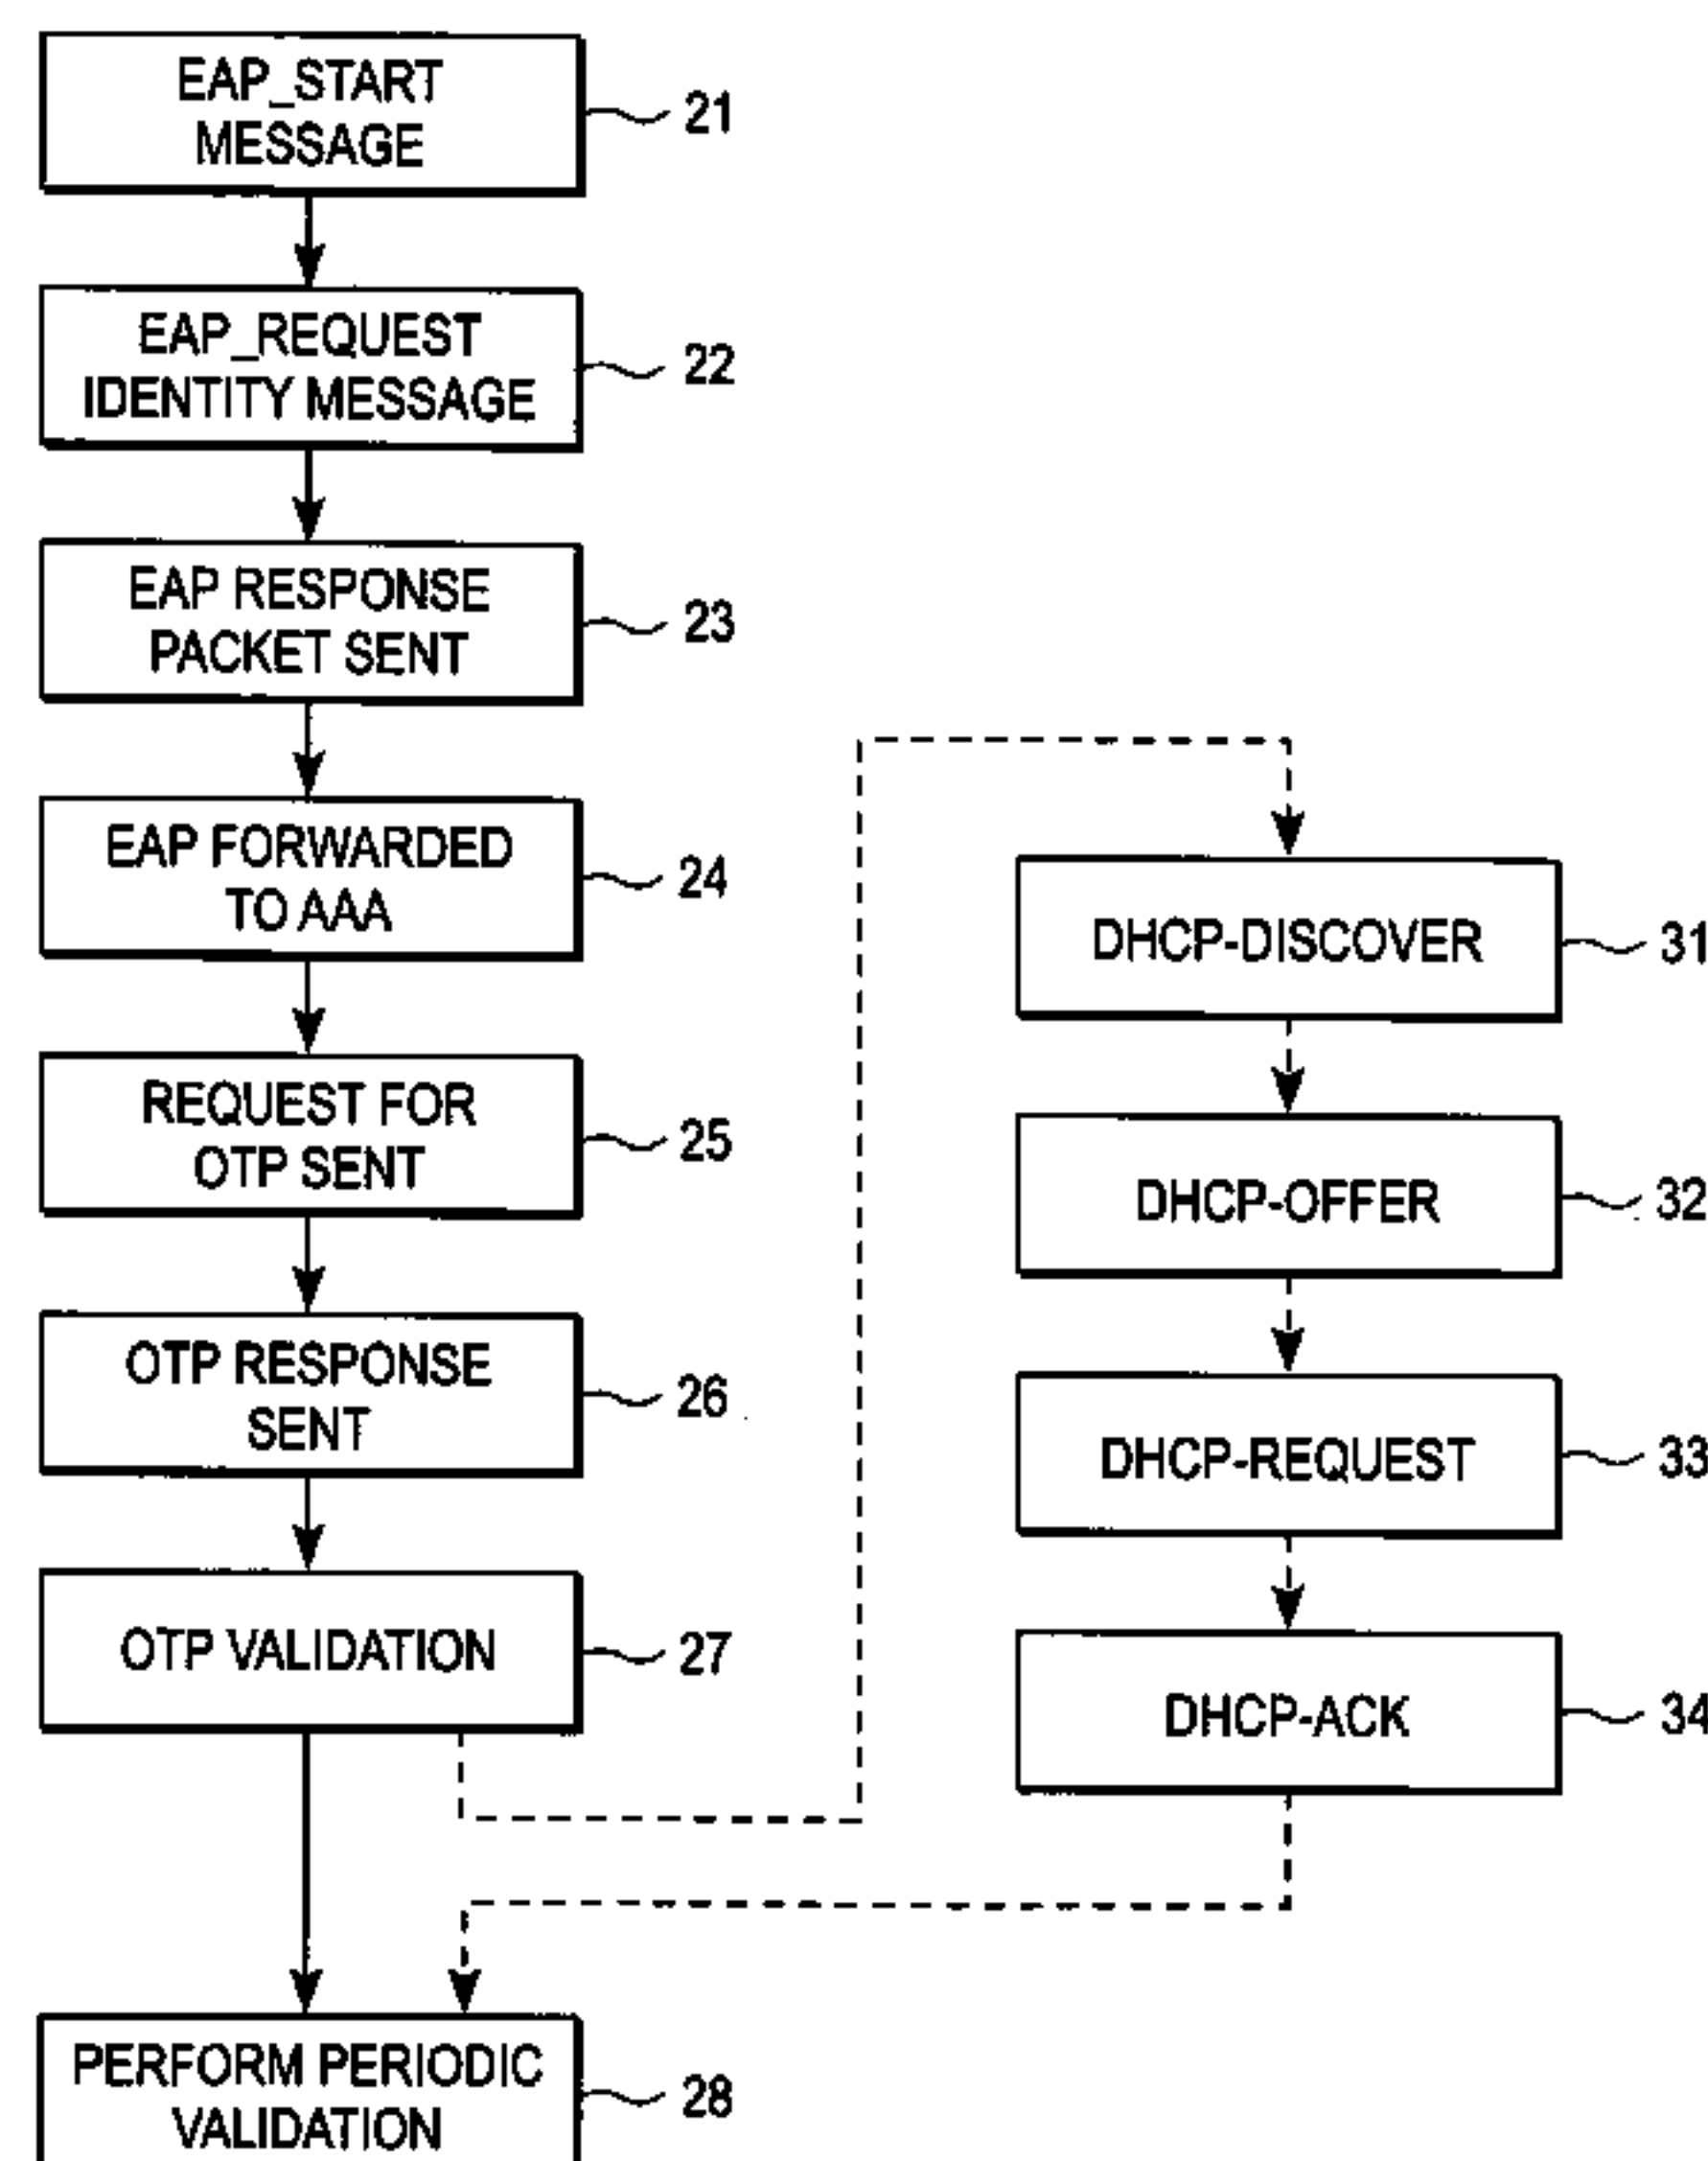 EAP_START
MESSAGE
21
EAP_REQUEST
IDENTITY MESSAGE
22
EAP RESPONSE
PACKET SENT
23
EAP FORWARDED
TO AAA
24
REQUEST FOR
OTP SENT
25
OTP RESPONSE
SENT
26
OTP VALIDATION
27
PERFORM PERIODIC
VALIDATION
28
DHCP-DISCOVER
31
DHCP-OFFER
32
DHCP-REQUEST
33
DHCP-ACK
34